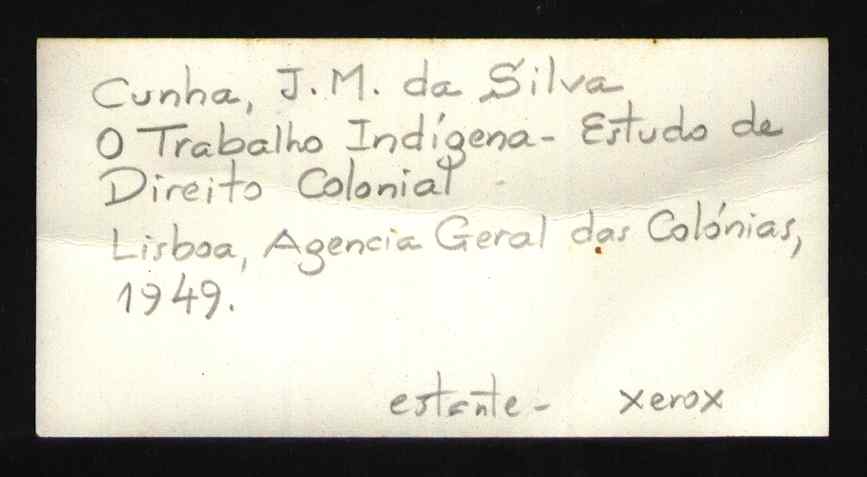 Cunha, J.M. da Silva
O Trabalho Indígena - Estudo de
Direito Colonial
Lisboa, Agencia Geral das Colónias,
1949.
estante - xerox